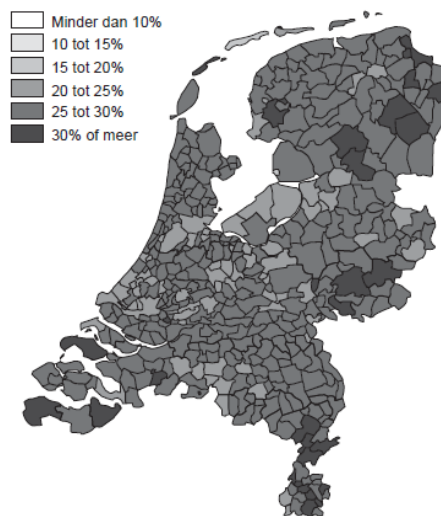 Minder dan 10%
10 tot 15%
15 tot 20%
20 tot 25%
25 tot 30%
30% of meer